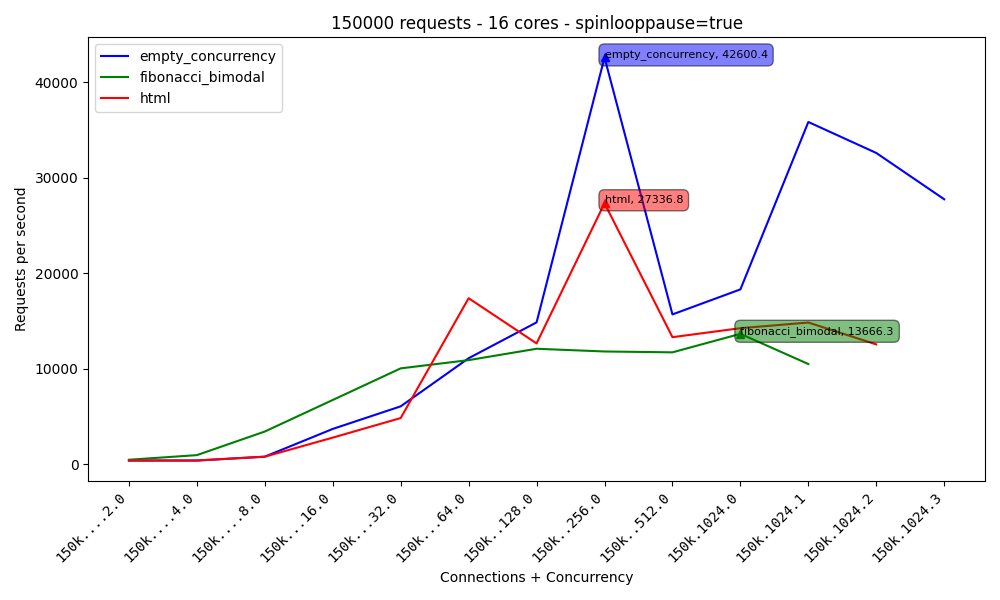 150000 requests - 16 cores - spinlooppause=true
empty_concurrency
fibonacci_bimodal
html
empty_concurrency, 42600.4
html, 27336.8
fibonacci_bimodal, 13666.3
Requests per second
40000
30000
20000
10000
0
150k....2.0
150k....4.0
150k....8.0
150k...16.0
150k...32.0
150k...64.0
150k..128.0
150k..256.0
150k..512.0
150k.1024.0
150k.1024.1
150k.1024.2
150k.1024.3
Connections + Concurrency